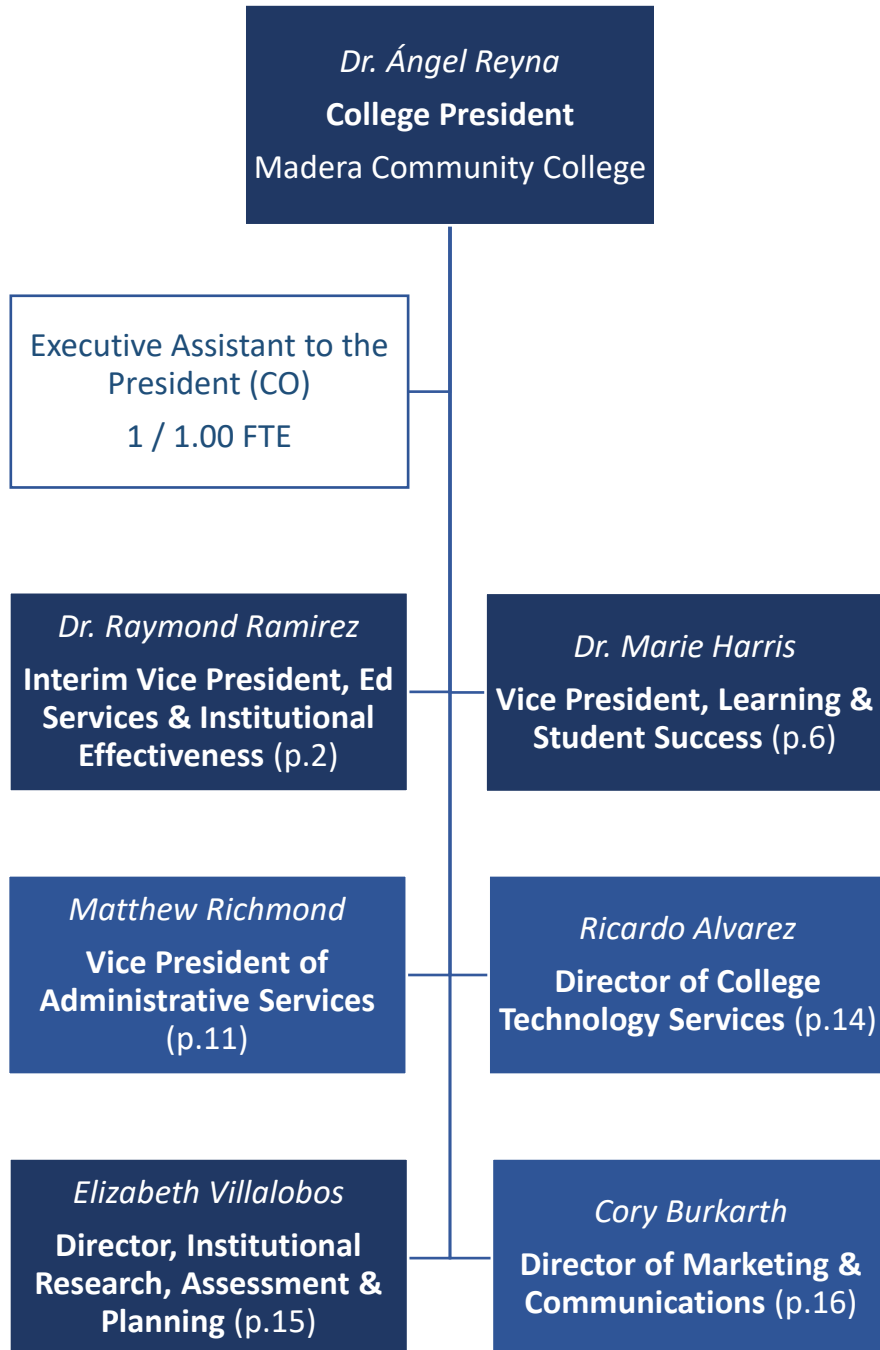 Dr. Ángel Reyna
College President
Madera Community College
Executive Assistant to the
President (CO)
1 / 1.00 FTE
Dr. Raymond Ramirez
Interim Vice President, Ed
Services & Institutional
Effectiveness (p.2)
Dr. Marie Harris
Vice President, Learning &
Student Success (p.6)
Matthew Richmond
Vice President of
Administrative Services
(p.11)
Ricardo Alvarez
Director of College
Technology Services (p.14)
Elizabeth Villalobos
Director, Institutional
Research, Assessment &
Planning (p.15)
Cory Burkarth
Director of Marketing &
Communications (p.16)